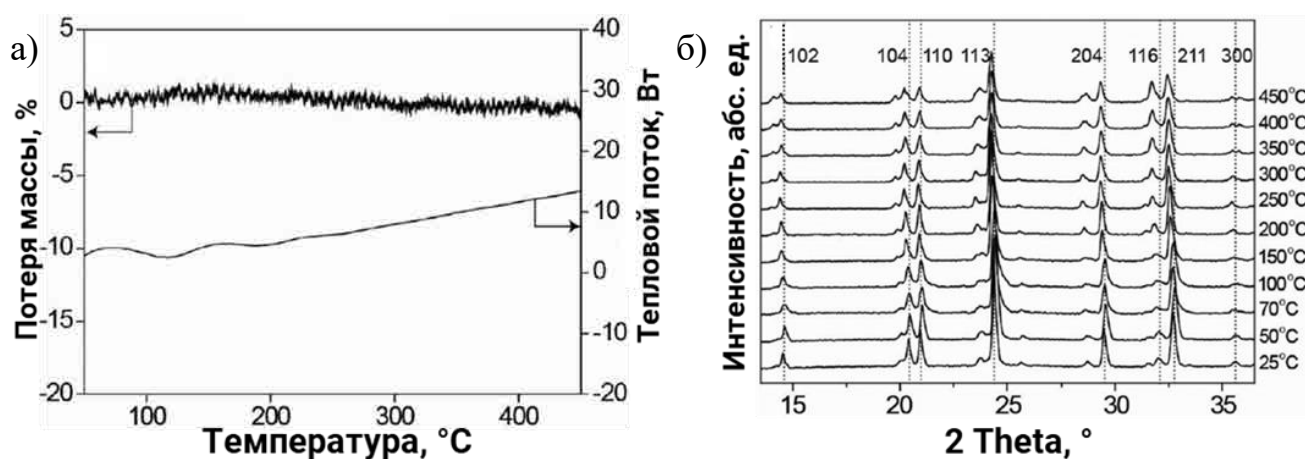 а)
Потеря массы, %
5
0
-5
-10
-15
-20
100
200
300
400
Температура, °C
40
30
20
10
0
-10
-20
Тепловой поток, Вт
б)
Интенсивность, абс. ед.
102
104
110
113
204
116
211
300
450°C
400°C
350°C
300°C
250°C
200°C
150°C
100°C
70°C
50°C
25°C
15
20
25
30
35
2 Theta, °